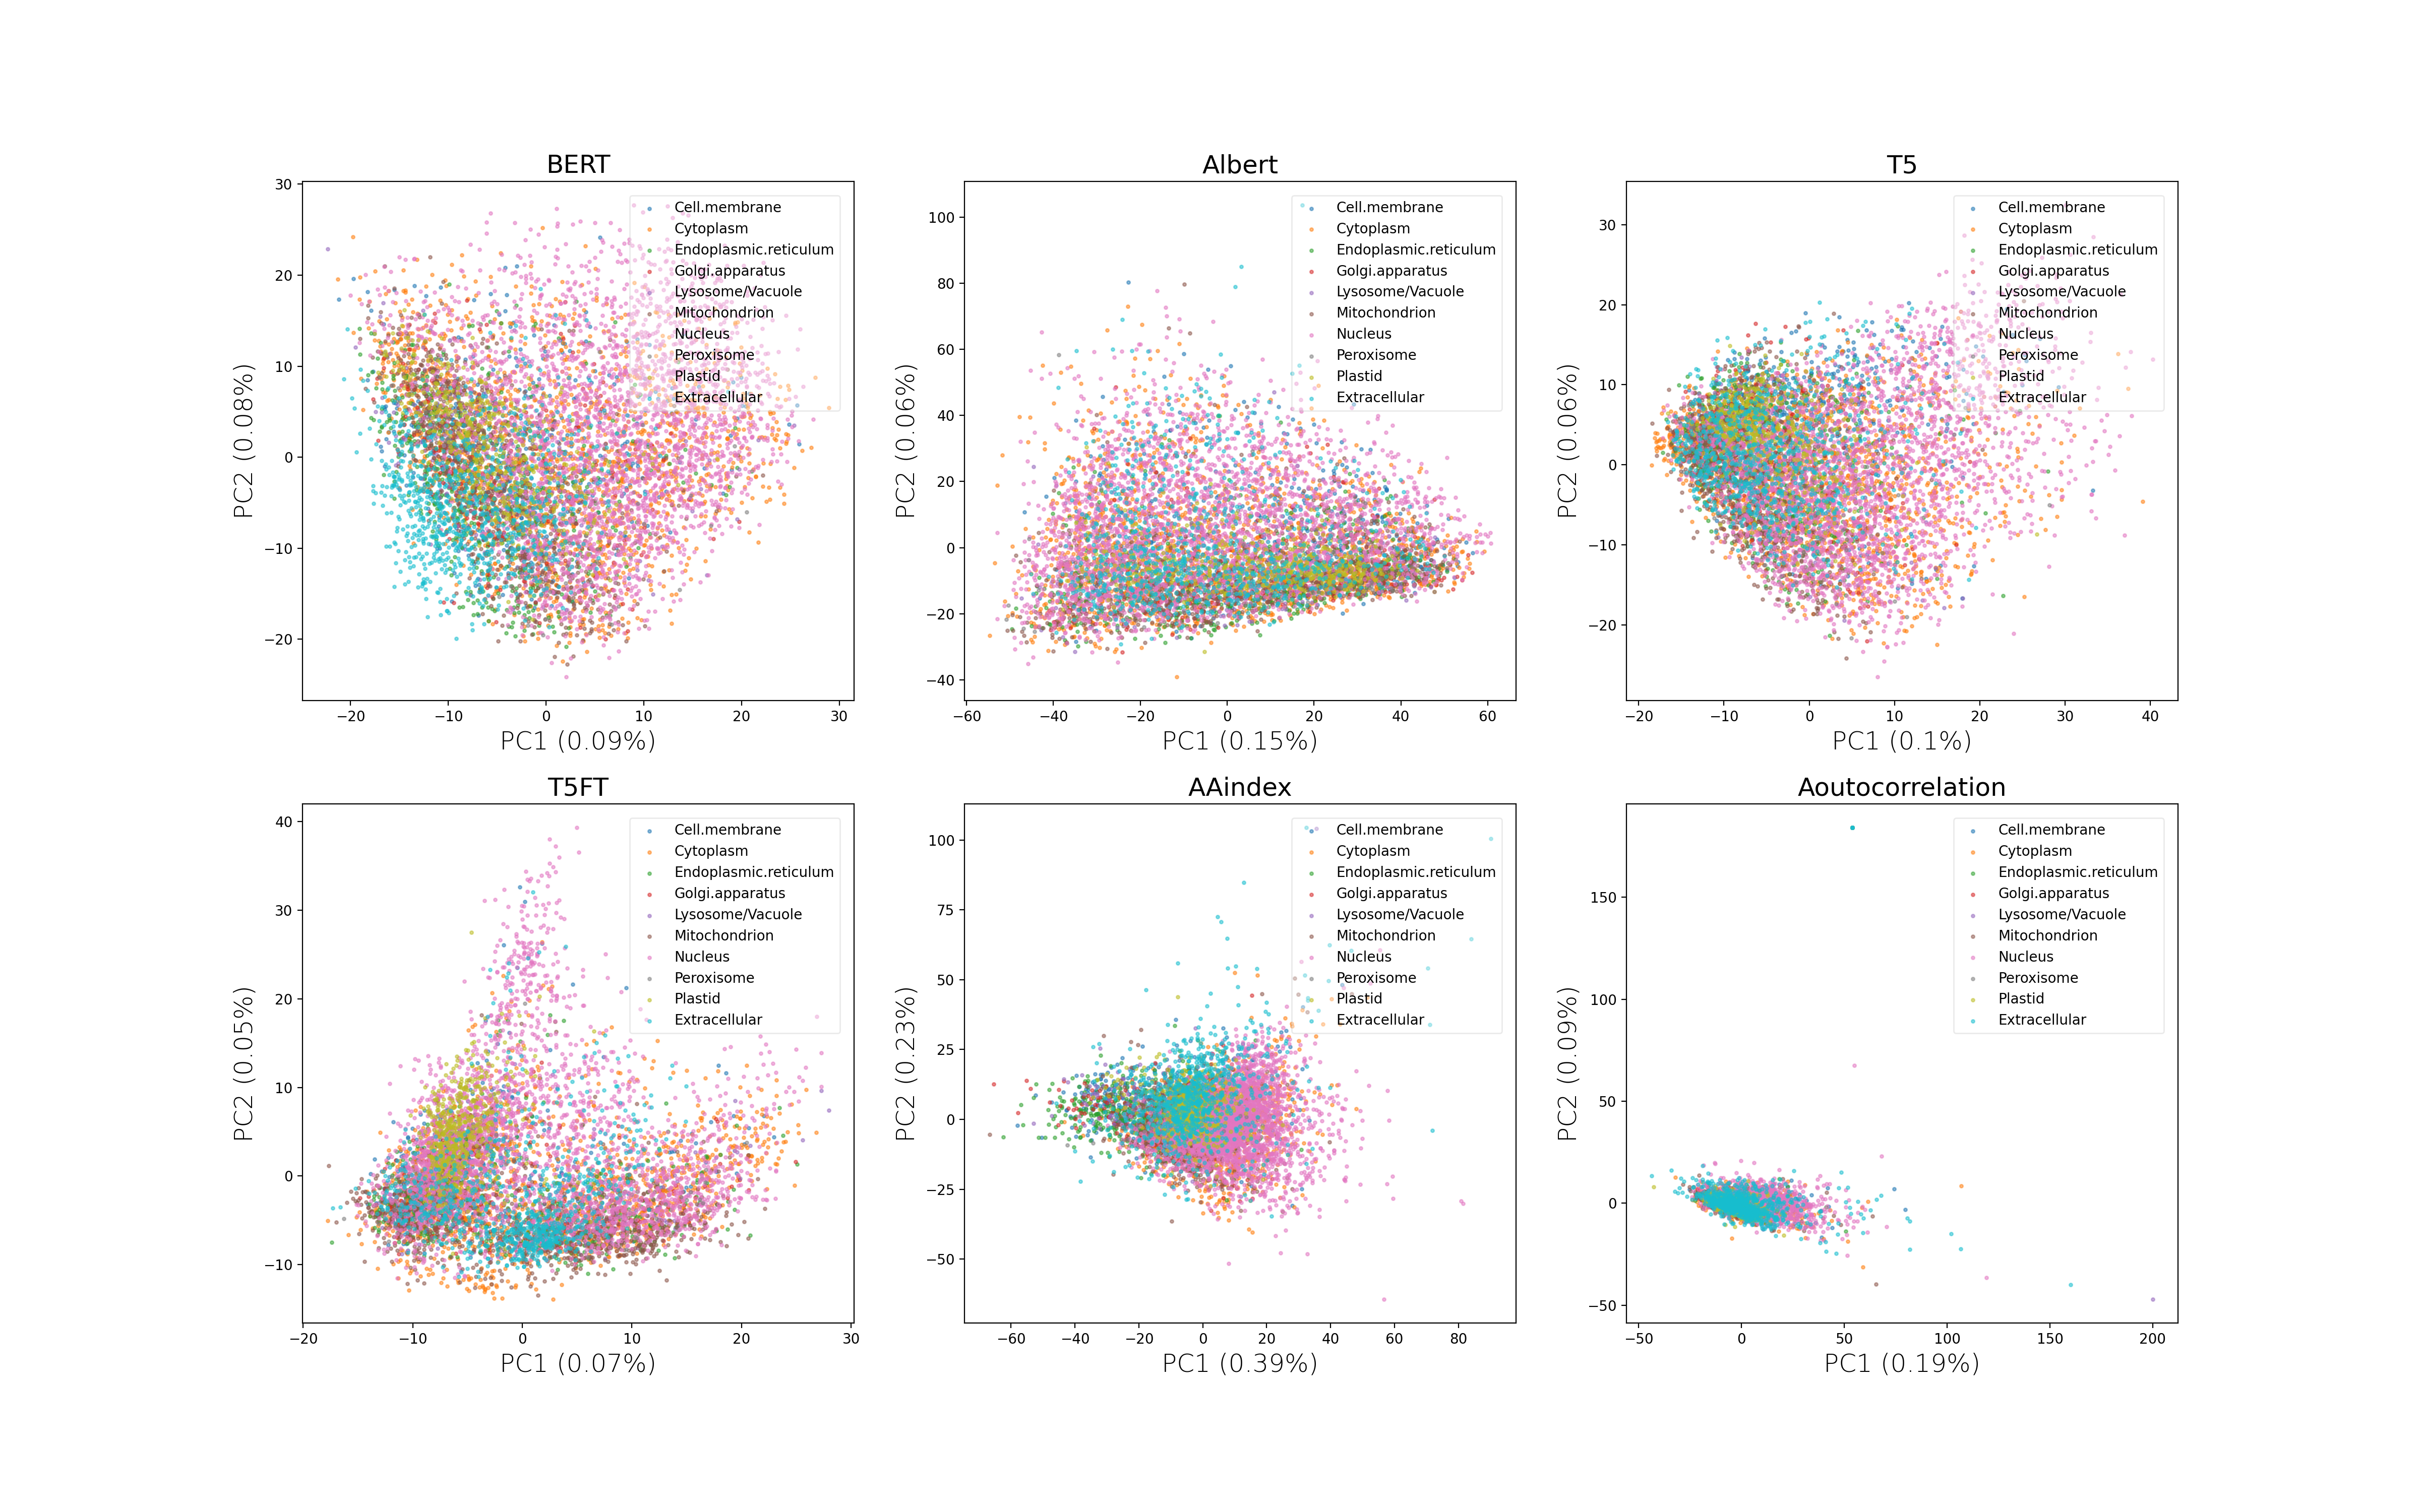 BERT
30
20
10
0
−10
−20
PC2 (0.08%)
Cell.membrane
Cytoplasm
Endoplasmic.reticulum
Golgi.apparatus
Lysosome/Vacuole
Mitochondrion
Nucleus
Peroxisome
Plastid
Extracellular
−20 −10 0 10 20 30
PC1 (0.09%)
Albert
100
80
60
40
20
0
−20
−40
PC2 (0.06%)
Cell.membrane
Cytoplasm
Endoplasmic.reticulum
Golgi.apparatus
Lysosome/Vacuole
Mitochondrion
Nucleus
Peroxisome
Plastid
Extracellular
−60 −40 −20 0 20 40 60
PC1 (0.15%)
T5
30
20
10
0
−10
−20
PC2 (0.06%)
Cell.membrane
Cytoplasm
Endoplasmic.reticulum
Golgi.apparatus
Lysosome/Vacuole
Mitochondrion
Nucleus
Peroxisome
Plastid
Extracellular
−20 −10 0 10 20 30 40
PC1 (0.1%)
T5FT
40
30
20
10
0
−10
PC2 (0.05%)
Cell.membrane
Cytoplasm
Endoplasmic.reticulum
Golgi.apparatus
Lysosome/Vacuole
Mitochondrion
Nucleus
Peroxisome
Plastid
Extracellular
−20 −10 0 10 20 30
PC1 (0.07%)
AAindex
100
75
50
25
0
−25
−50
PC2 (0.23%)
Cell.membrane
Cytoplasm
Endoplasmic.reticulum
Golgi.apparatus
Lysosome/Vacuole
Mitochondrion
Nucleus
Peroxisome
Plastid
Extracellular
−60 −40 −20 0 20 40 60 80
PC1 (0.39%)
Aoutocorrelation
150
100
50
0
−50
PC2 (0.09%)
Cell.membrane
Cytoplasm
Endoplasmic.reticulum
Golgi.apparatus
Lysosome/Vacuole
Mitochondrion
Nucleus
Peroxisome
Plastid
Extracellular
−50 0 50 100 150 200
PC1 (0.19%)